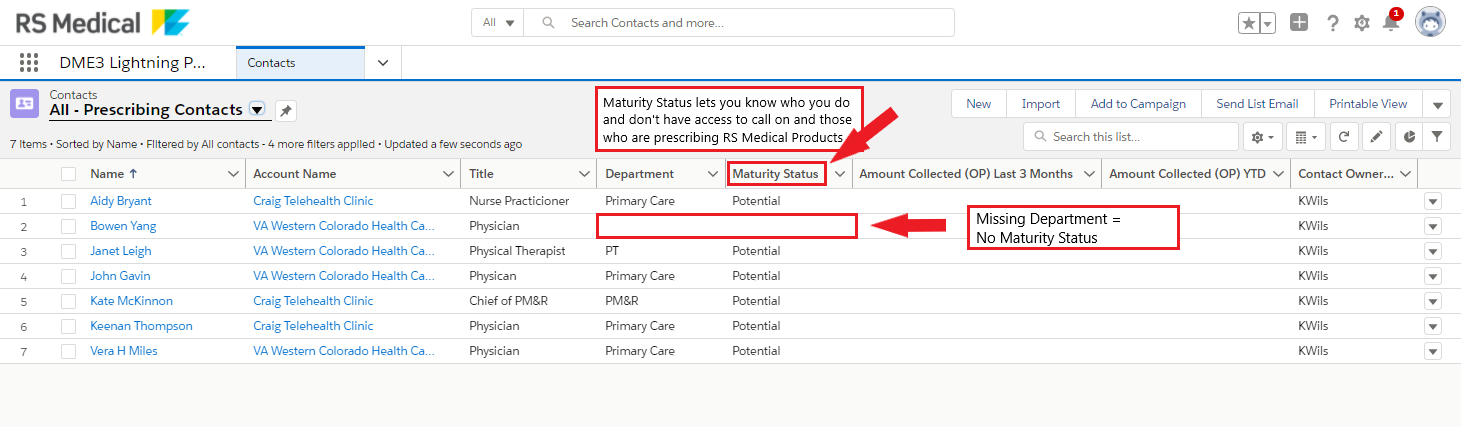 RS Medical
All Search Contacts and more...
1
DME3 Lightning P... Contacts
Contacts
All - Prescribing Contacts
Maturity Status lets you know who you do
and don't have access to call on and those
who are prescribing RS Medical Products
New Import Add to Campaign Send List Email Printable View
Search this list...
7 Items • Sorted by Name • Filtered by All contacts - 4 more filters applied • Updated a few seconds ago
Name Account Name Title Department Maturity Status Amount Collected (OP) Last 3 Months Amount Collected (OP) YTD Contact Owner...
1 Aidy Bryant Craig Telehealth Clinic Nurse Practicioner Primary Care Potential KWils
2 Bowen Yang VA Western Colorado Health Ca... Physician KWils
Missing Department =
No Maturity Status
3 Janet Leigh VA Western Colorado Health Ca... Physical Therapist PT Potential KWils
4 John Gavin VA Western Colorado Health Ca... Physican Primary Care Potential KWils
5 Kate McKinnon Craig Telehealth Clinic Chief of PM&R PM&R Potential KWils
6 Keenan Thompson Craig Telehealth Clinic Physician Primary Care Potential KWils
7 Vera H Miles VA Western Colorado Health Ca... Physician Primary Care Potential KWils